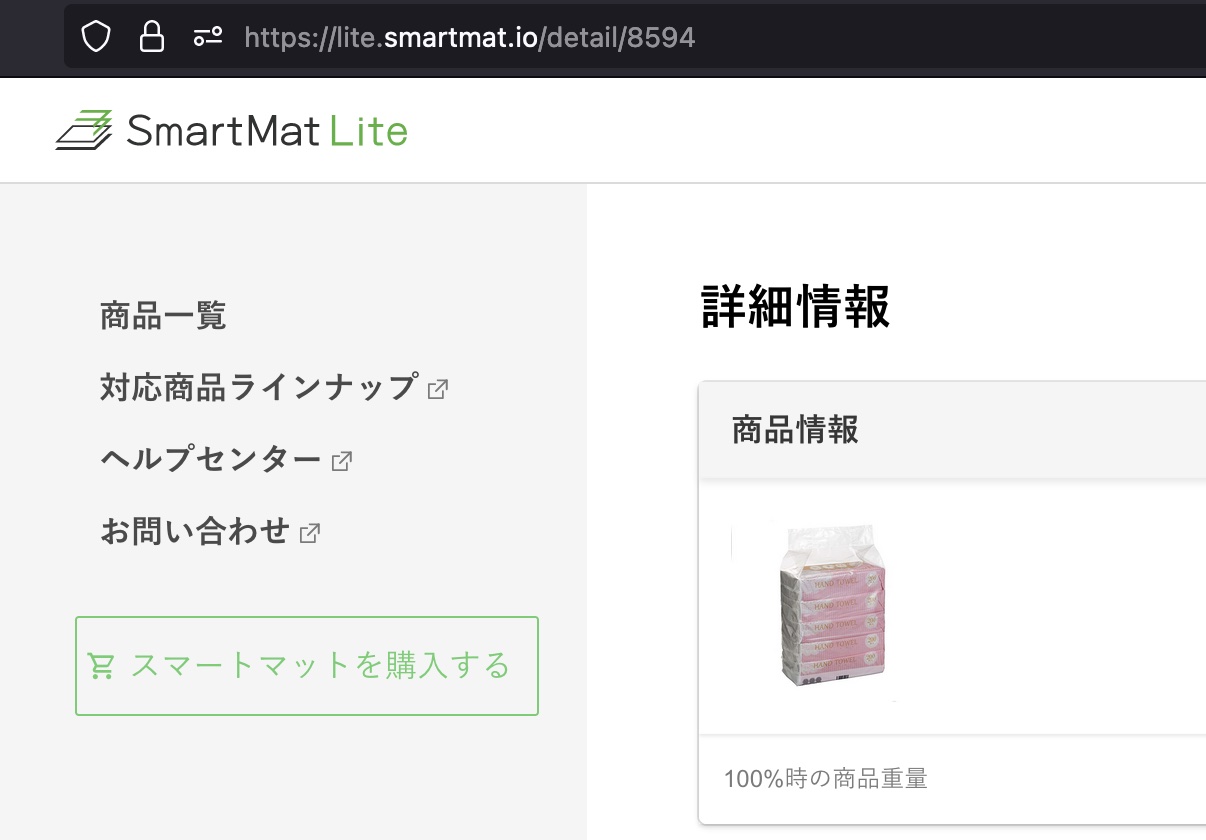 https://lite.smartmat.io/detail/8594
SmartMat Lite
商品一覧
対応商品ラインナップ
ヘルプセンター
お問い合わせ
スマートマットを購入する
詳細情報
商品情報
HAND TOWEL
HAND TOWEL
HAND TOWEL
HAND TOWEL
HAND TOWEL
100%時の商品重量